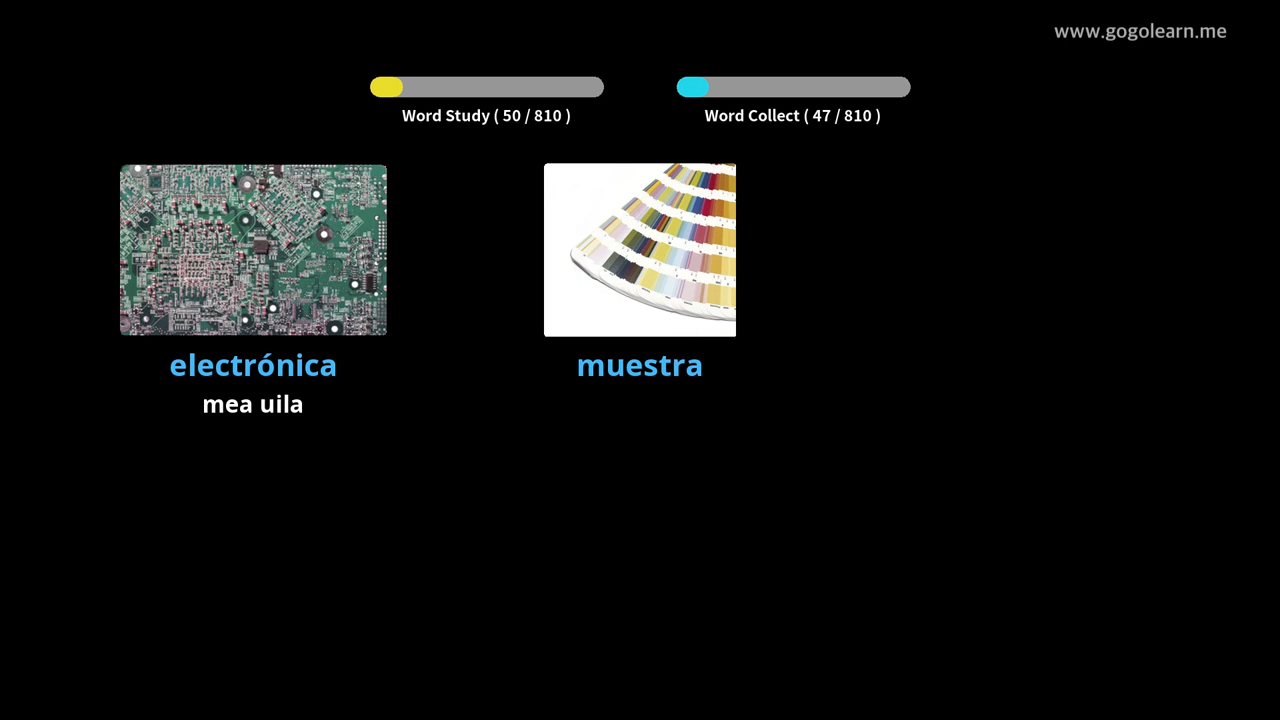 www.gogolearn.me
Word Study ( 50 / 810 )
Word Collect ( 47 / 810 )
electrónica
mea uila
muestra